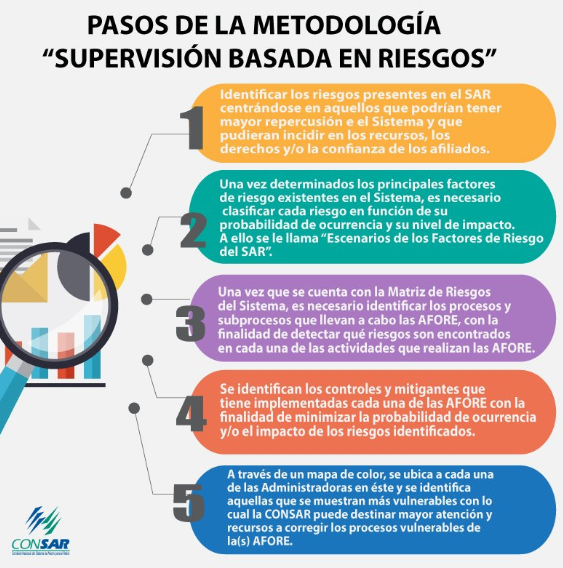 PASOS DE LA METODOLOGÍA
“SUPERVISIÓN BASADA EN RIESGOS”
1
Identificar los riesgos presentes en el SAR
centrándose en aquellos que podrían tener
mayor repercusión e el Sistema y que
pudieran incidir en los recursos, los
derechos y/o la confianza de los afiliados.
2
Una vez determinados los principales factores
de riesgo existentes en el Sistema, es necesario
clasificar cada riesgo en función de su
probabilidad de ocurrencia y su nivel de impacto.
A ello se le llama “Escenarios de los Factores de Riesgo
del SAR”.
3
Una vez que se cuenta con la Matriz de Riesgos
del Sistema, es necesario identificar los procesos y
subprocesos que llevan a cabo las AFORE, con la
finalidad de detectar qué riesgos son encontrados
en cada una de las actividades que realizan las AFORE.
4
Se identifican los controles y mitigantes que
tiene implementadas cada una de las AFORE con la
finalidad de minimizar la probabilidad de ocurrencia
y/o el impacto de los riesgos identificados.
5
A través de un mapa de color, se ubica a cada una
de las Administradoras en éste y se identifica
aquellas que se muestran más vulnerables con lo
cual la CONSAR puede destinar mayor atención y
recursos a corregir los procesos vulnerables de
la(s) AFORE.
CONSAR